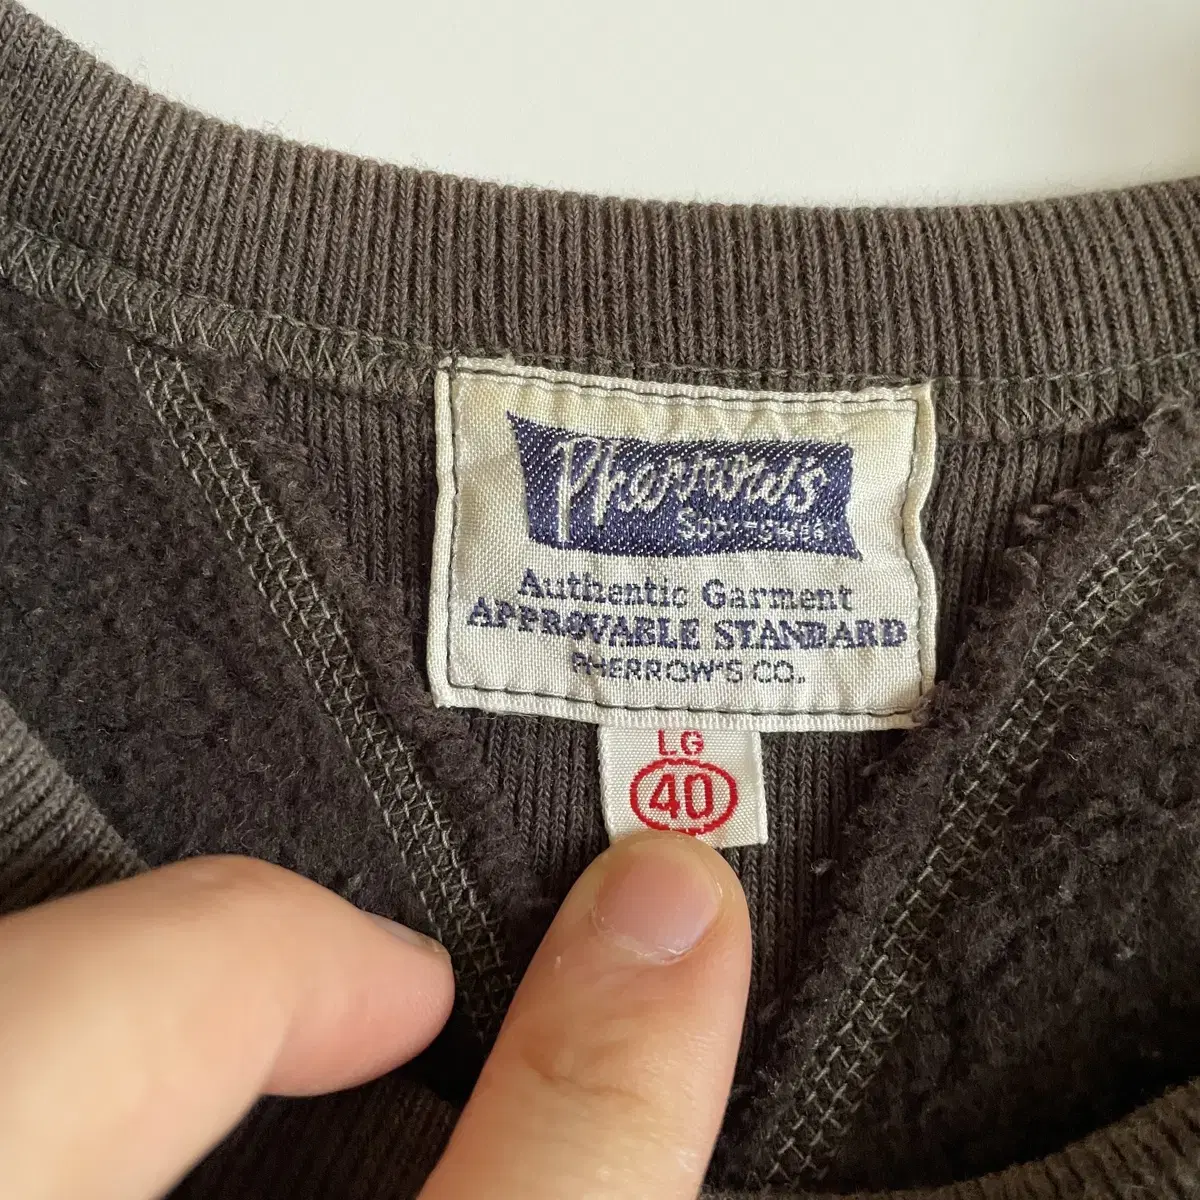 Pherrow's
Authentic Garment
APPROVABLE STANDARD
PHERROW'S CO.
LG
40